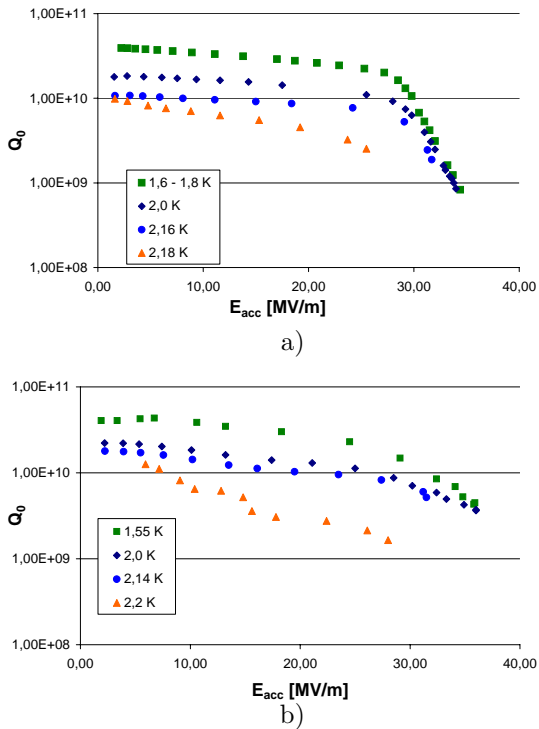 1,00E+11
1,00E+10
1,00E+09
1,00E+08
Q0
1,6 - 1,8 K
2,0 K
2,16 K
2,18 K
0,00 10,00 20,00 30,00 40,00
Eacc [MV/m]
a)
1,00E+11
1,00E+10
1,00E+09
1,00E+08
Q0
1,55 K
2,0 K
2,14 K
2,2 K
0,00 10,00 20,00 30,00 40,00
Eacc [MV/m]
b)